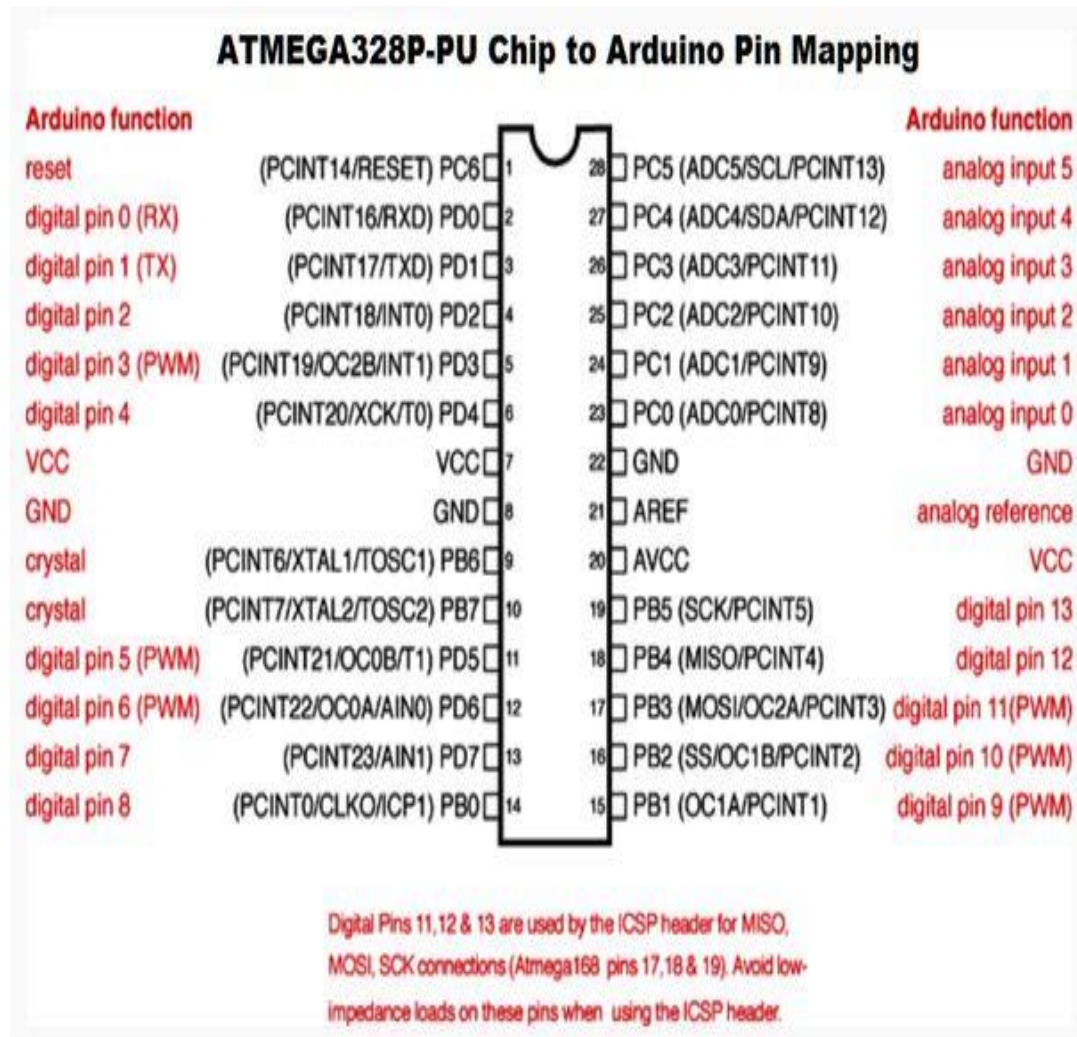 ATMEGA328P-PU Chip to Arduino Pin Mapping
Arduino function Arduino function
reset (PCINT14/RESET) PC6 1 28 PC5 (ADC5/SCL/PCINT13) analog input 5
digital pin 0 (RX) (PCINT16/RXD) PD0 2 27 PC4 (ADC4/SDA/PCINT12) analog input 4
digital pin 1 (TX) (PCINT17/TXD) PD1 3 26 PC3 (ADC3/PCINT11) analog input 3
digital pin 2 (PCINT18/INT0) PD2 4 25 PC2 (ADC2/PCINT10) analog input 2
digital pin 3 (PWM) (PCINT19/OC2B/INT1) PD3 5 24 PC1 (ADC1/PCINT9) analog input 1
digital pin 4 (PCINT20/XCK/T0) PD4 6 23 PC0 (ADC0/PCINT8) analog input 0
VCC VCC 7 22 GND GND
GND GND 8 21 AREF analog reference
crystal (PCINT6/XTAL1/TOSC1) PB6 9 20 AVCC VCC
crystal (PCINT7/XTAL2/TOSC2) PB7 10 19 PB5 (SCK/PCINT5) digital pin 13
digital pin 5 (PWM) (PCINT21/OC0B/T1) PD5 11 18 PB4 (MISO/PCINT4) digital pin 12
digital pin 6 (PWM) (PCINT22/OC0A/AIN0) PD6 12 17 PB3 (MOSI/OC2A/PCINT3) digital pin 11(PWM)
digital pin 7 (PCINT23/AIN1) PD7 13 16 PB2 (SS/OC1B/PCINT2) digital pin 10 (PWM)
digital pin 8 (PCINT0/CLKO/ICP1) PB0 14 15 PB1 (OC1A/PCINT1) digital pin 9 (PWM)
Digital Pins 11,12 & 13 are used by the ICSP header for MISO,
MOSI, SCK connections (Atmega168 pins 17,18 & 19). Avoid low-
impedance loads on these pins when using the ICSP header.